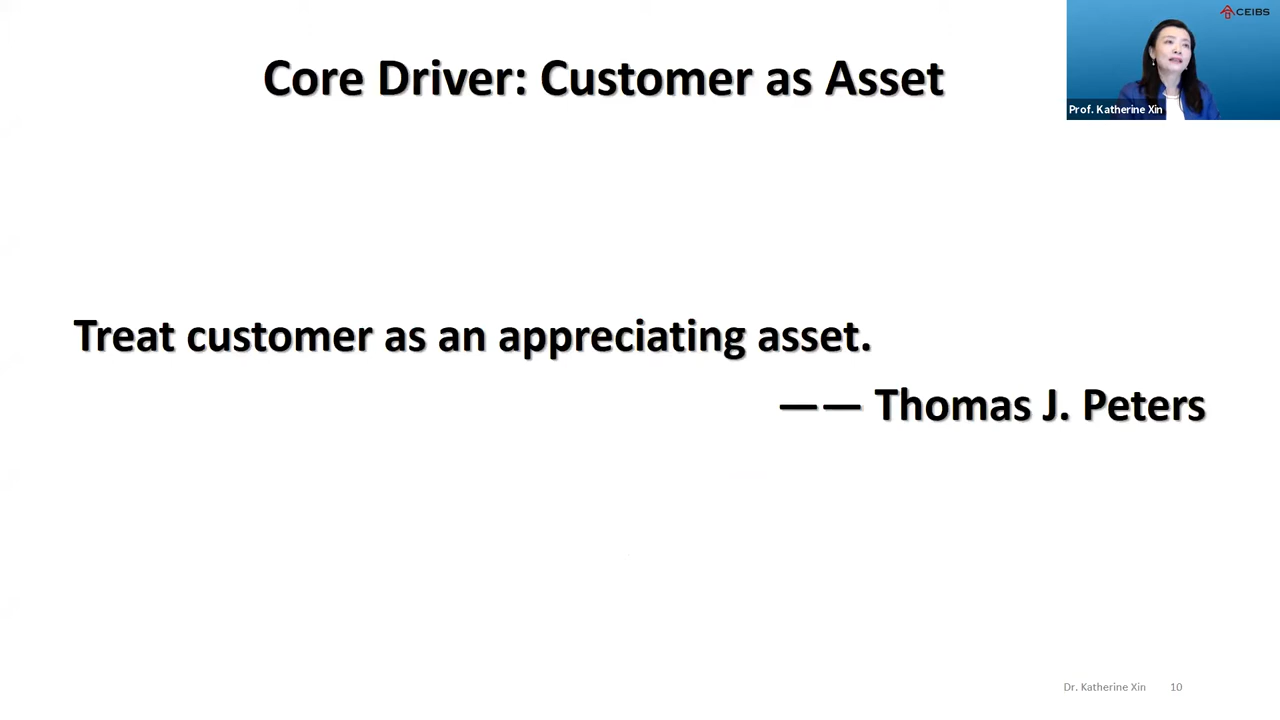 CEIBS
Core Driver: Customer as Asset
Prof. Katherine Xin
Treat customer as an appreciating asset.
—— Thomas J. Peters
Dr. Katherine Xin 10